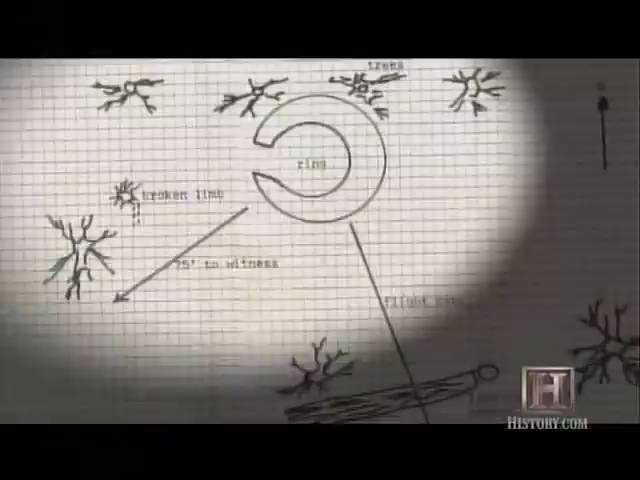 trees
ring
broken limb
75' to witness
flight
H
HISTORY.COM